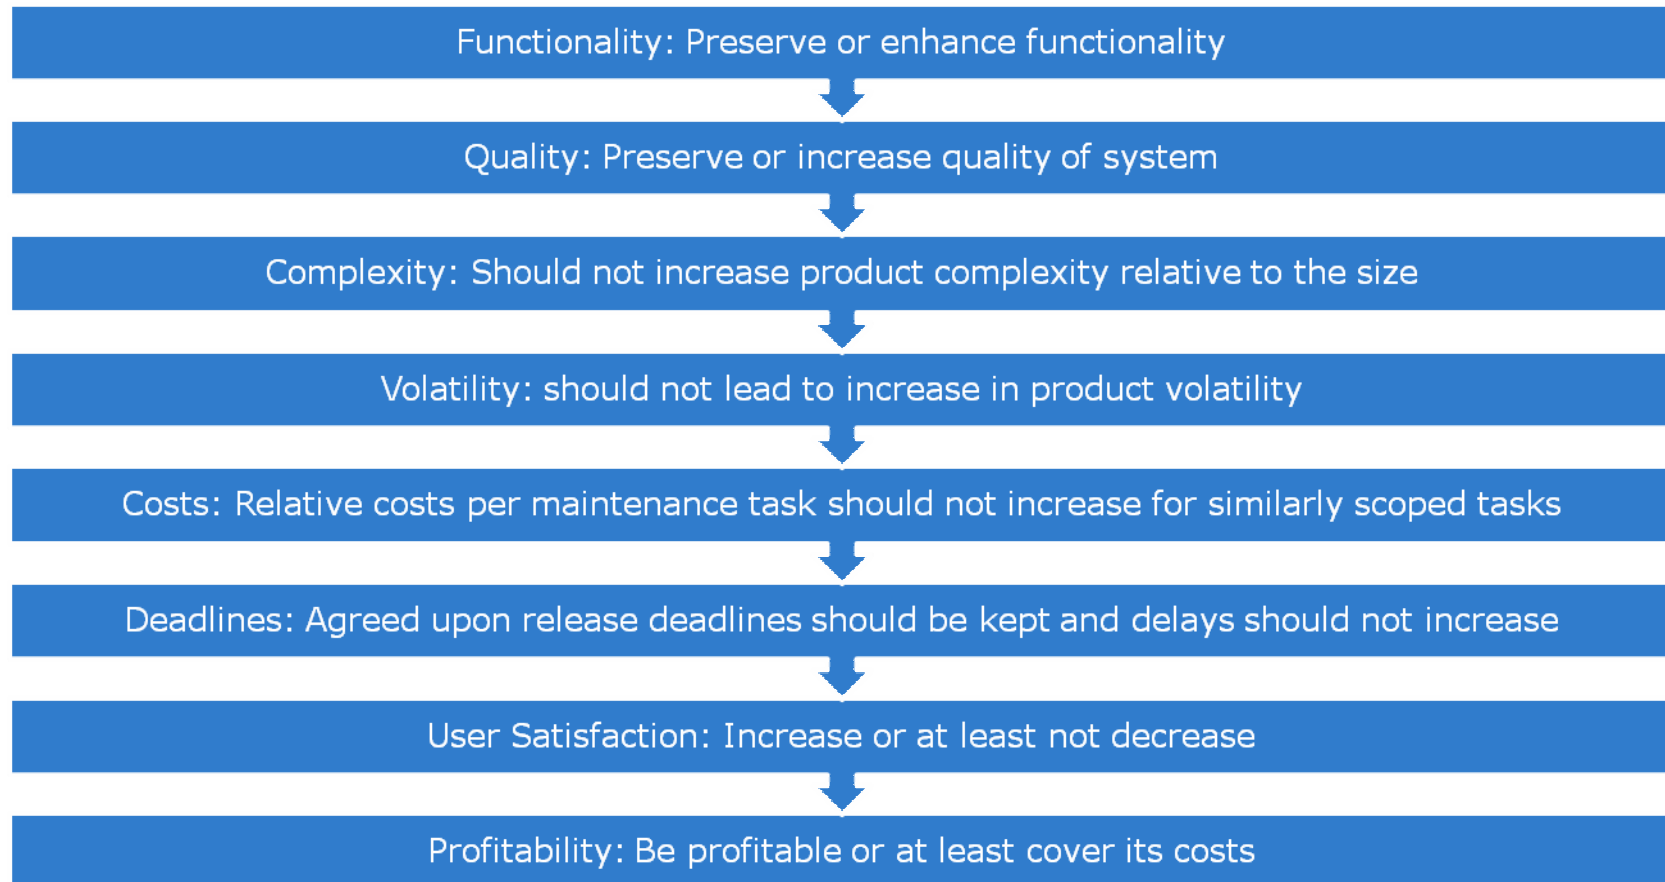 Functionality: Preserve or enhance functionality
Quality: Preserve or increase quality of system
Complexity: Should not increase product complexity relative to the size
Volatility: should not lead to increase in product volatility
Costs: Relative costs per maintenance task should not increase for similarly scoped tasks
Deadlines: Agreed upon release deadlines should be kept and delays should not increase
User Satisfaction: Increase or at least not decrease
Profitability: Be profitable or at least cover its costs